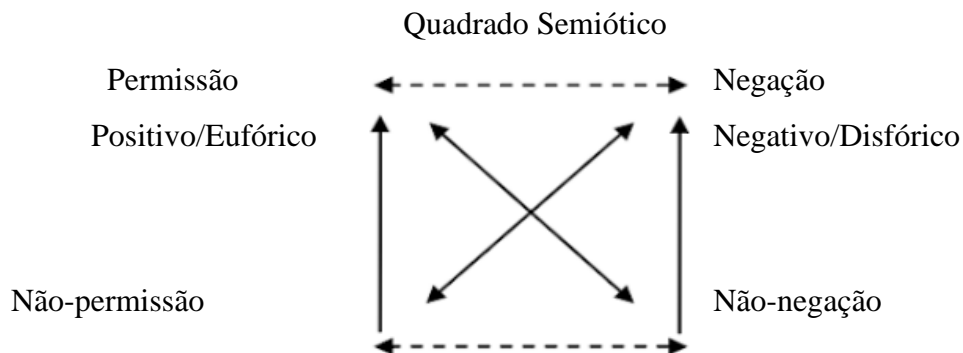 Quadrado Semiótico
Permissão Negação
Positivo/Eufórico Negativo/Disfórico
Não-permissão Não-negação